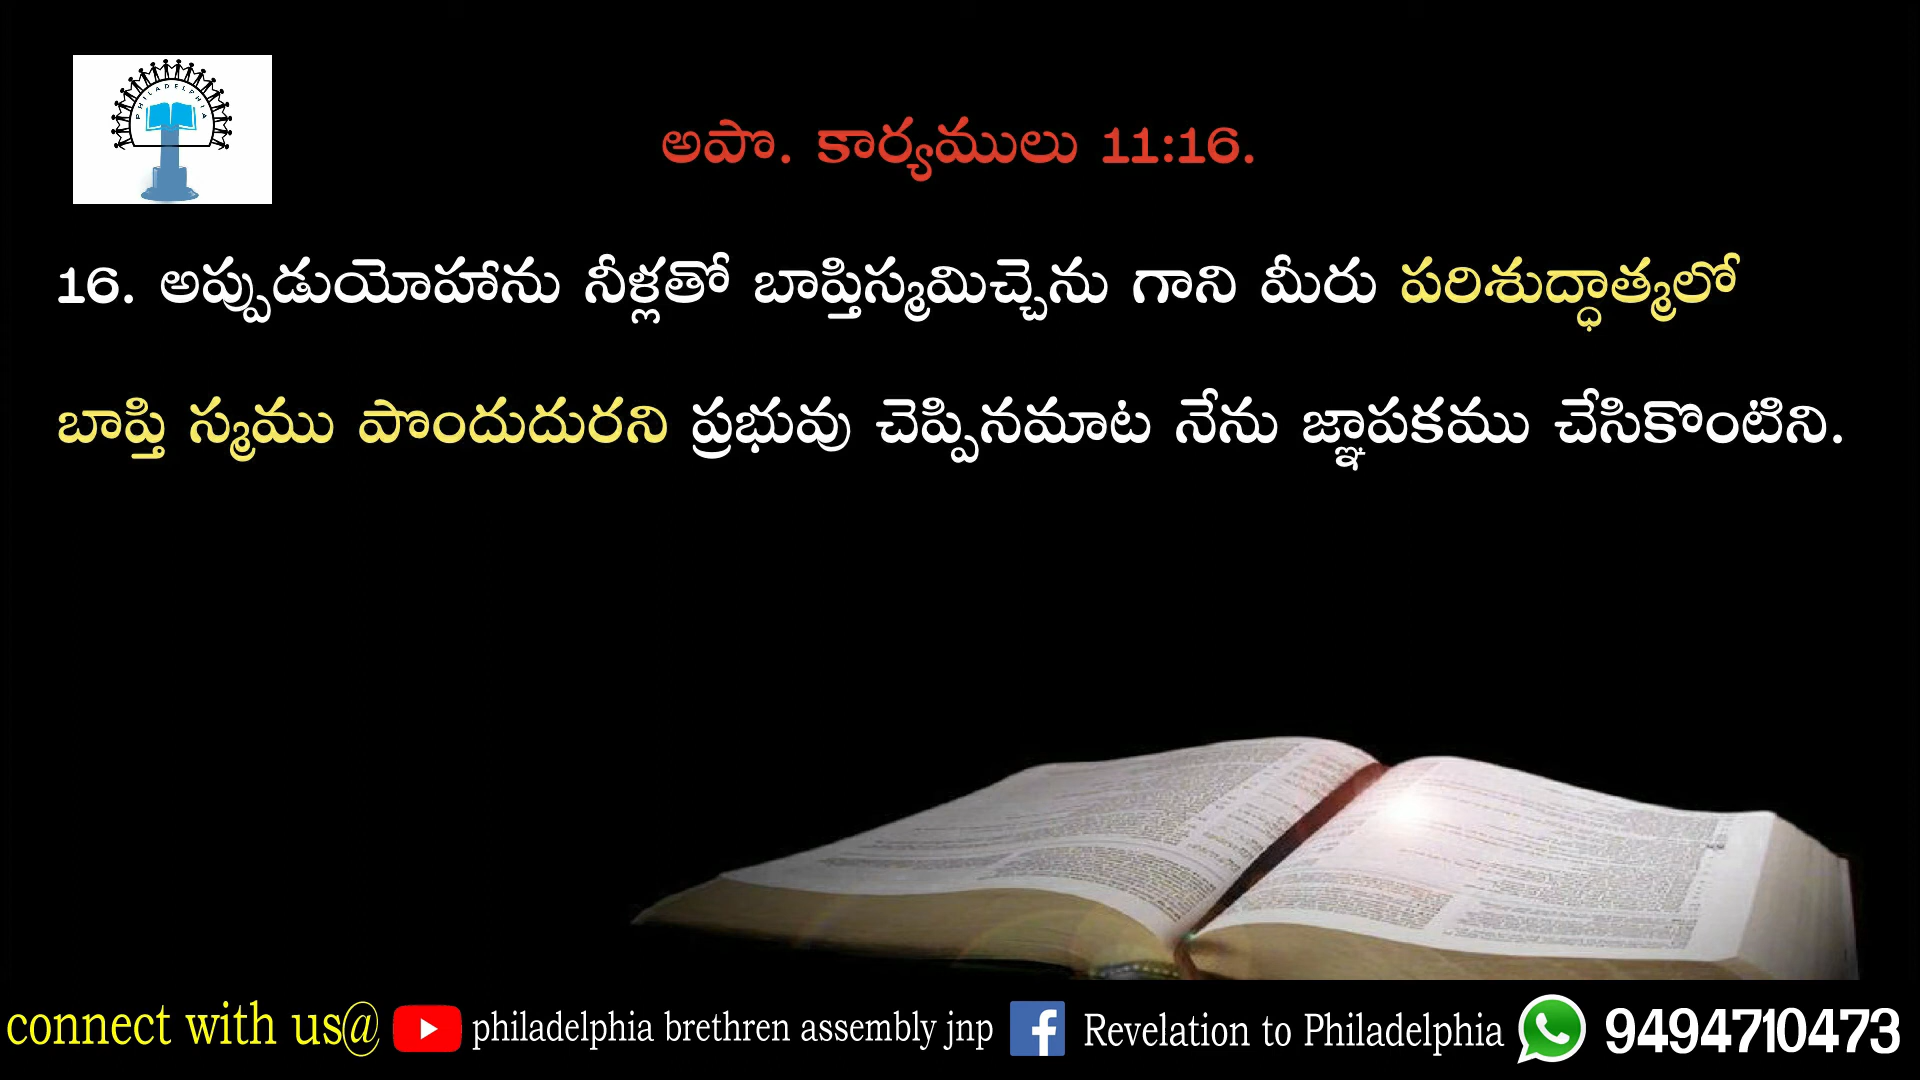 PHILADELPHIA
అపొ. కార్యములు 11:16.
16. అప్పుడుయోహాను నీళ్లతో బాప్తిస్మమిచ్చెను గాని మీరు పరిశుద్ధాత్మలో
బాప్తి స్మము పొందుదురని ప్రభువు చెప్పినమాట నేను జ్ఞాపకము చేసికొంటిని.
connect with us@ philadelphia brethren assembly jnp f Revelation to Philadelphia 9494710473